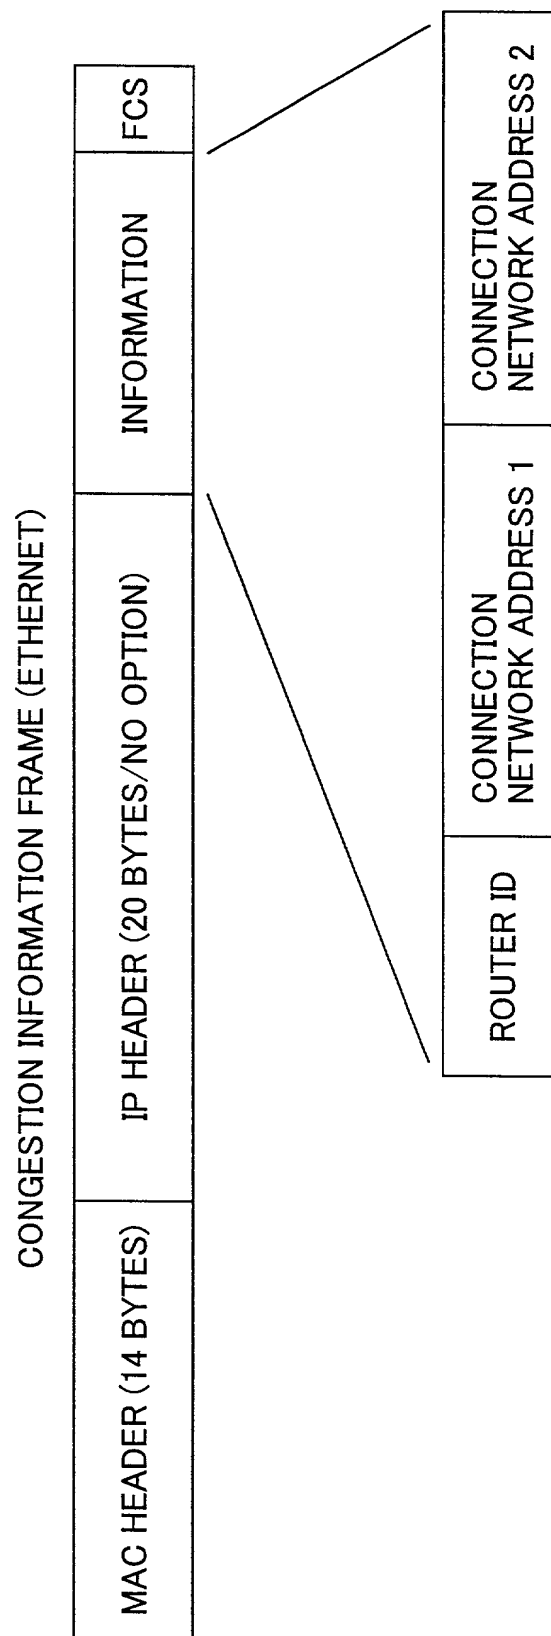 CONGESTION INFORMATION FRAME (ETHERNET)
MAC HEADER (14 BYTES)
IP HEADER (20 BYTES/NO OPTION)
INFORMATION
FCS
ROUTER ID
CONNECTION
NETWORK ADDRESS 1
CONNECTION
NETWORK ADDRESS 2